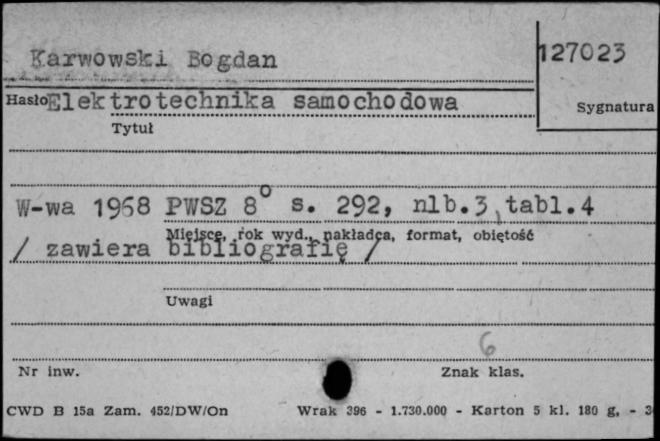 Karwowski Bogdan
127023
Hasło Elektrotechnika samochodowa
Sygnatura
Tytuł
W-wa 1968 PWSZ 8° s. 292, nlb.3, tabl.4
Miejsce, rok wyd., nakładca, format, objętość
/ zawiera bibliografię /
Uwagi
6
Nr inw.
Znak klas.
CWD B 15a Zam. 452/DW/On Wrak 396 - 1.730.000 - Karton 5 kl. 180 g, - 3